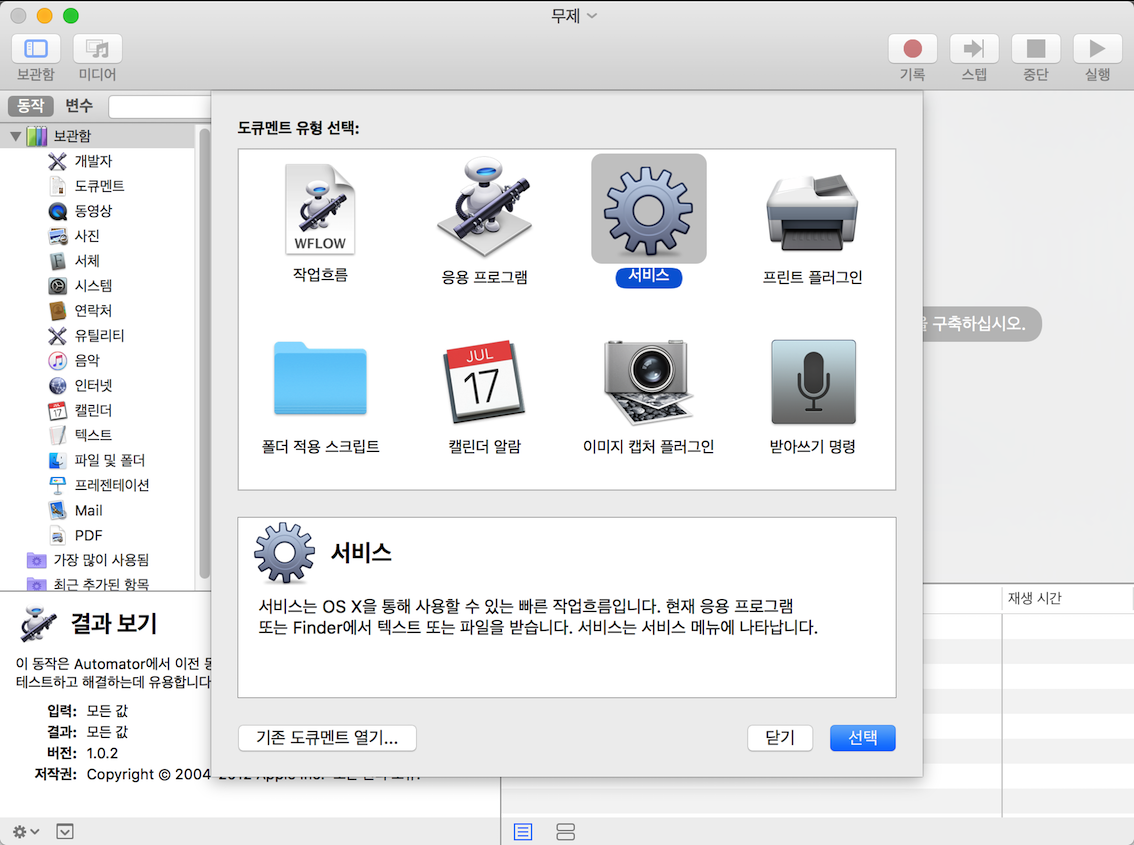 무제
보관함
미디어
기록
스텝
중단
실행
동작
변수
보관함
개발자
도큐멘트
동영상
사진
서체
시스템
연락처
유틸리티
음악
인터넷
캘린더
텍스트
파일 및 폴더
프레젠테이션
Mail
PDF
가장 많이 사용됨
최근 추가된 항목
도큐멘트 유형 선택:
WFLOW
작업흐름
응용 프로그램
서비스
프린트 플러그인
폴더 적용 스크립트
JUL
17
캘린더 알람
이미지 캡처 플러그인
받아쓰기 명령
구축하십시오.
서비스
서비스는 OS X을 통해 사용할 수 있는 빠른 작업흐름입니다. 현재 응용 프로그램
또는 Finder에서 텍스트 또는 파일을 받습니다. 서비스는 서비스 메뉴에 나타납니다.
기존 도큐멘트 열기...
닫기
선택
재생 시간
결과 보기
이 동작은 Automator에서 이전
테스트하고 해결하는데 유용합니다
입력: 모든 값
결과: 모든 값
버전: 1.0.2
저작권: Copyright © 2004